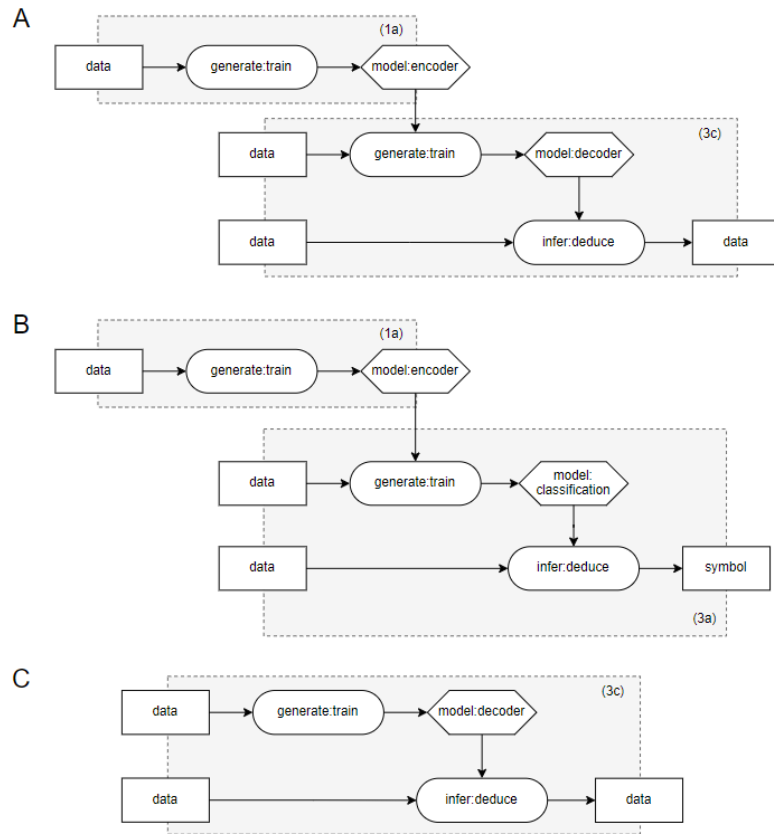 A
(1a)
data
generate:train
model:encoder
(3c)
data
generate:train
model:decoder
data
infer:deduce
data
B
(1a)
data
generate:train
model:encoder
data
generate:train
model:
classification
data
infer:deduce
symbol
(3a)
C
(3c)
data
generate:train
model:decoder
data
infer:deduce
data